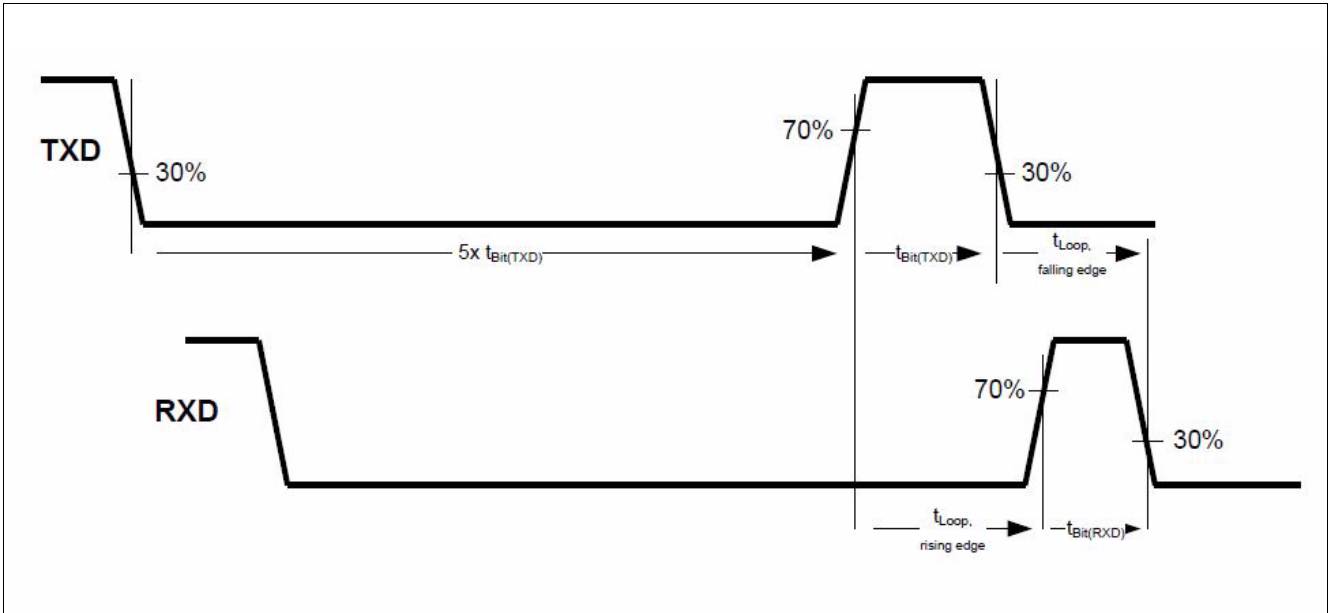 TXD
30%
70%
30%
5x tBit(TXD)
tBit(TXD)
tLoop,
falling edge
RXD
70%
30%
tLoop,
rising edge
tBit(RXD)